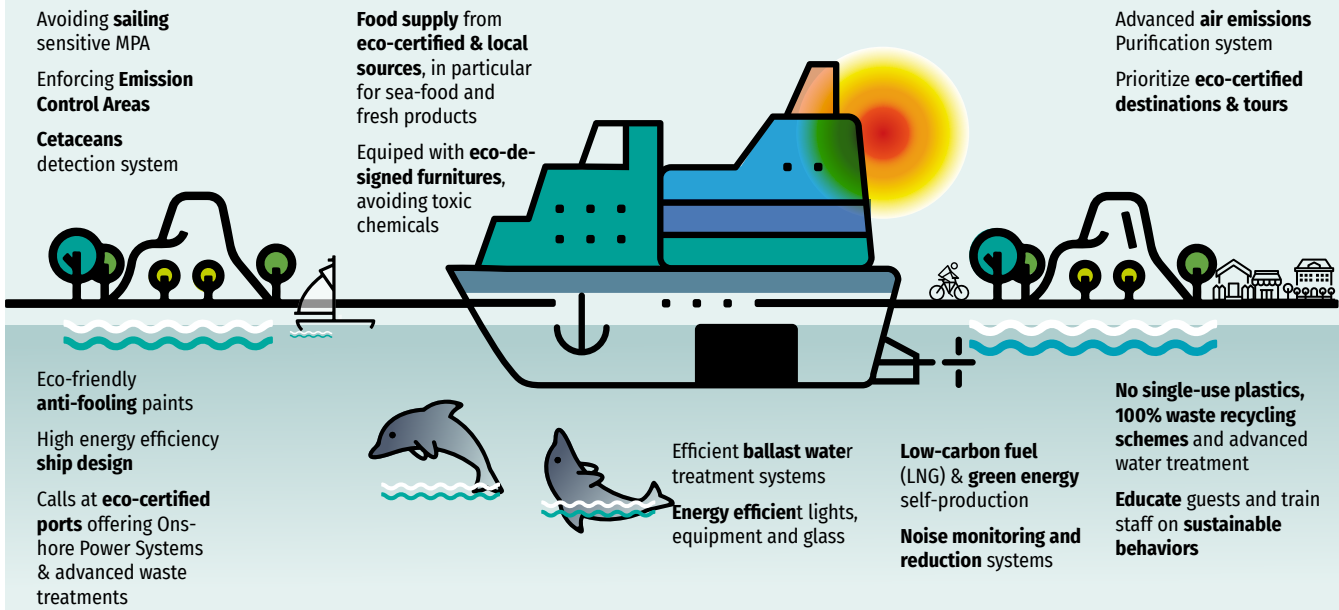 Avoiding sailing
sensitive MPA
Enforcing Emission
Control Areas
Cetaceans
detection system
Food supply from
eco-certified & local
sources, in particular
for sea-food and
fresh products
Equiped with eco-de-
signed furnitures,
avoiding toxic
chemicals
Advanced air emissions
Purification system
Prioritize eco-certified
destinations & tours
Eco-friendly
anti-fooling paints
High energy efficiency
ship design
Calls at eco-certified
ports offering Ons-
hore Power Systems
& advanced waste
treatments
Efficient ballast water
treatment systems
Energy efficient lights,
equipment and glass
Low-carbon fuel
(LNG) & green energy
self-production
Noise monitoring and
reduction systems
No single-use plastics,
100% waste recycling
schemes and advanced
water treatment
Educate guests and train
staff on sustainable
behaviors